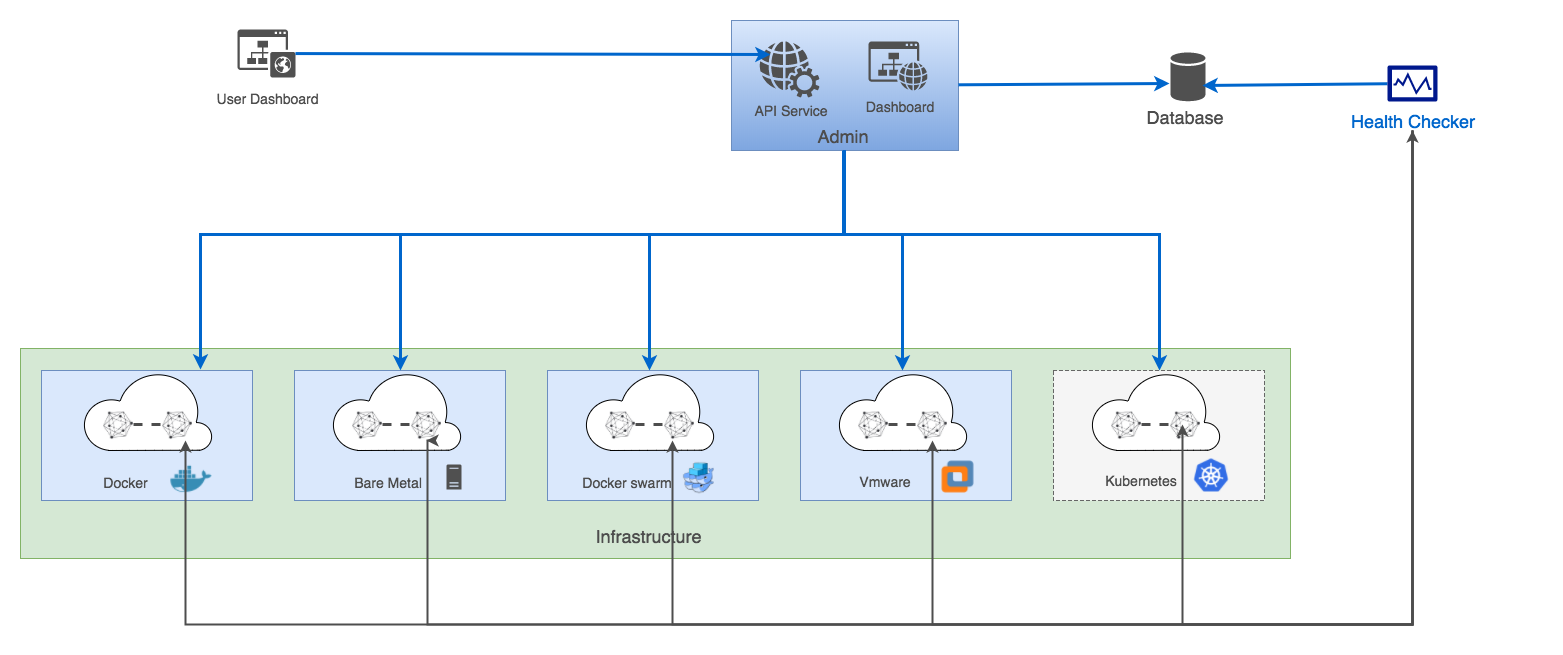 User Dashboard
API Service
Dashboard
Admin
Database
Health Checker
Docker
Bare Metal
Docker swarm
Vmware
Kubernetes
Infrastructure